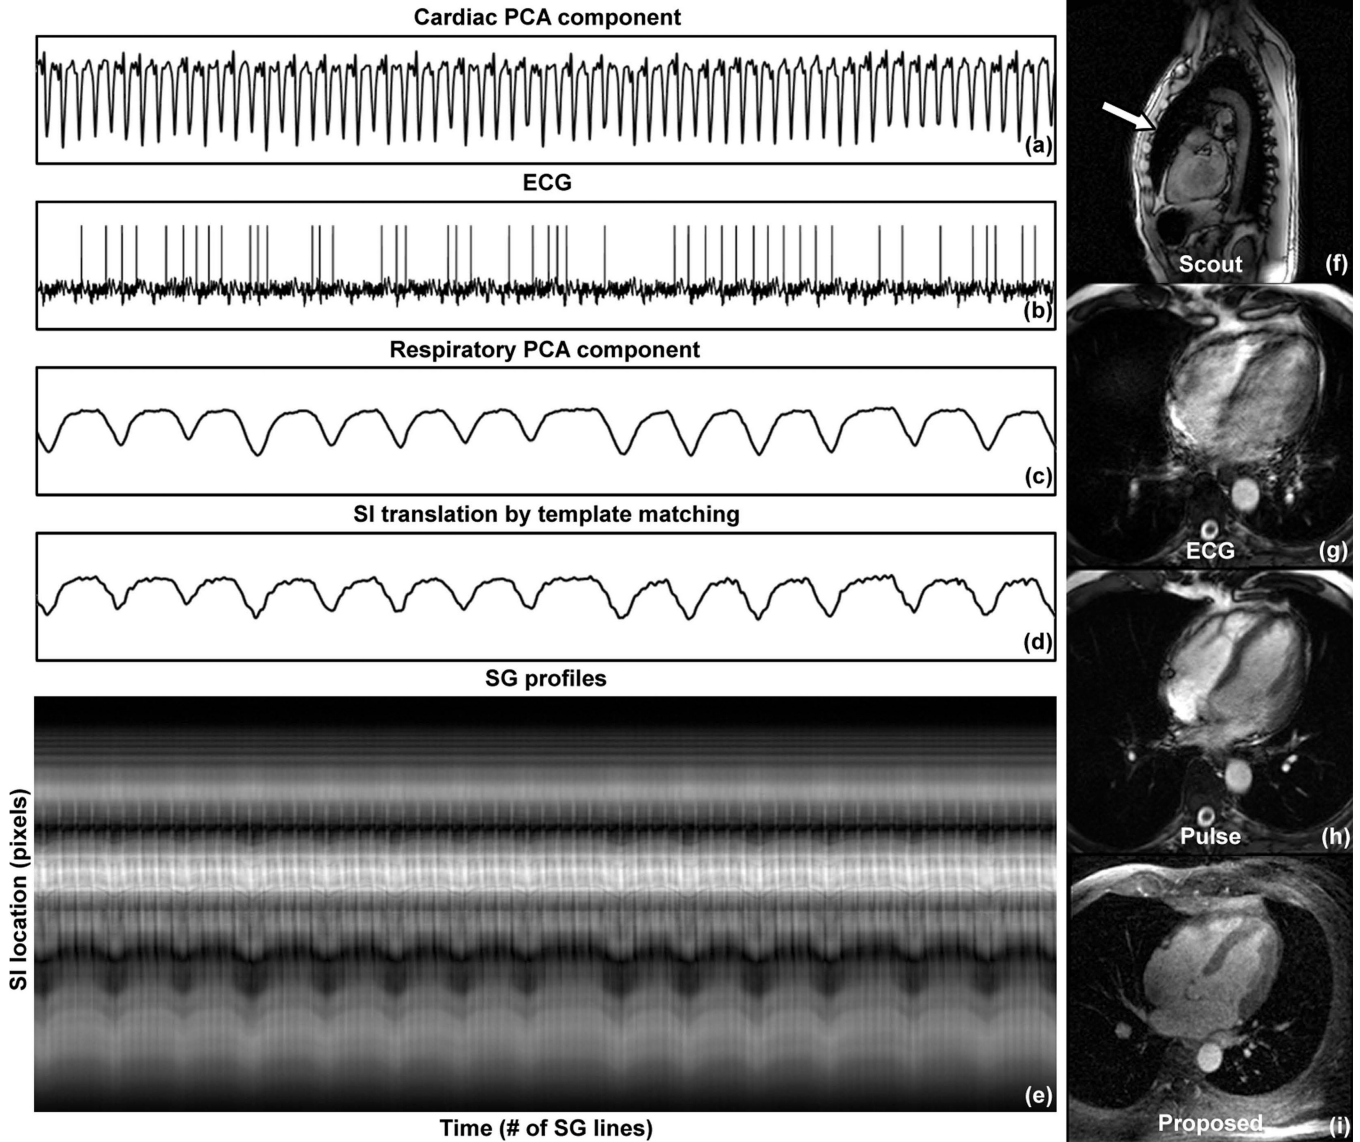 Cardiac PCA component
(a)
ECG
(b)
Respiratory PCA component
(c)
SI translation by template matching
(d)
SG profiles
SI location (pixels)
(e)
Time (# of SG lines)
Scout
(f)
ECG
(g)
Pulse
(h)
Proposed
(i)